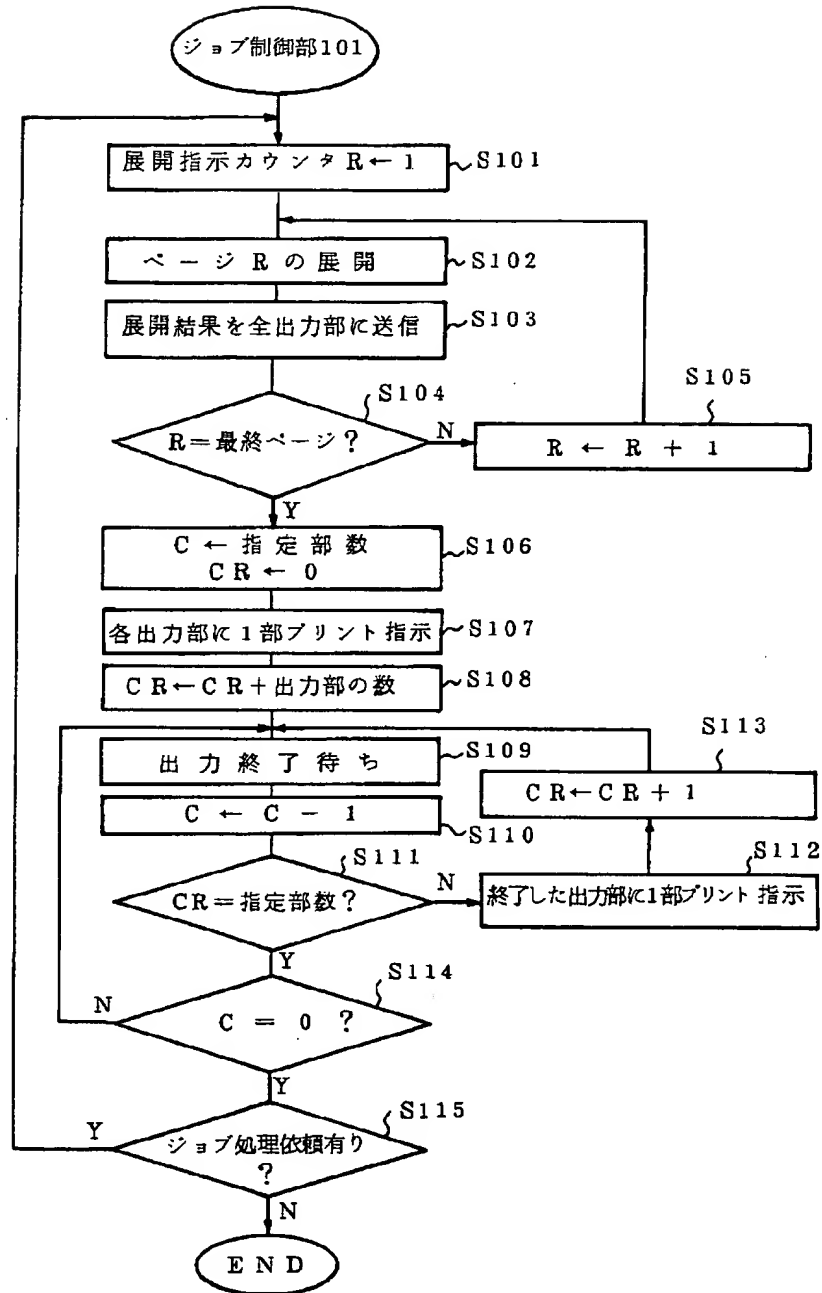 ジョブ制御部101
展開指示カウンタR←1
S101
ページRの展開
S102
展開結果を全出力部に送信
S103
S104
R=最終ページ?
N
S105
R ← R + 1
Y
C ← 指定部数
CR ← 0
S106
各出力部に1部プリント指示
S107
CR←CR+出力部の数
S108
出力終了待ち
S109
C ← C - 1
S110
S111
CR=指定部数?
N
S112
終了した出力部に1部プリント指示
S113
CR←CR+1
Y
S114
C = 0 ?
N
Y
S115
ジョブ処理依頼有り
?
Y
N
END